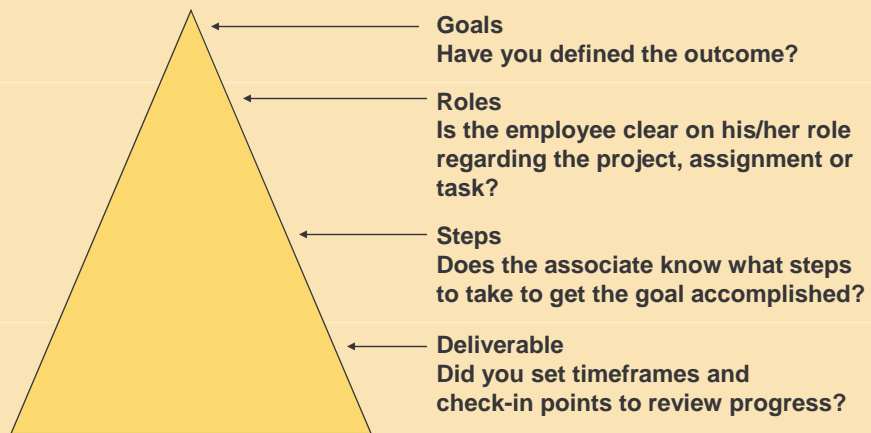 Goals
Have you defined the outcome?
Roles
Is the employee clear on his/her role
regarding the project, assignment or
task?
Steps
Does the associate know what steps
to take to get the goal accomplished?
Deliverable
Did you set timeframes and
check-in points to review progress?